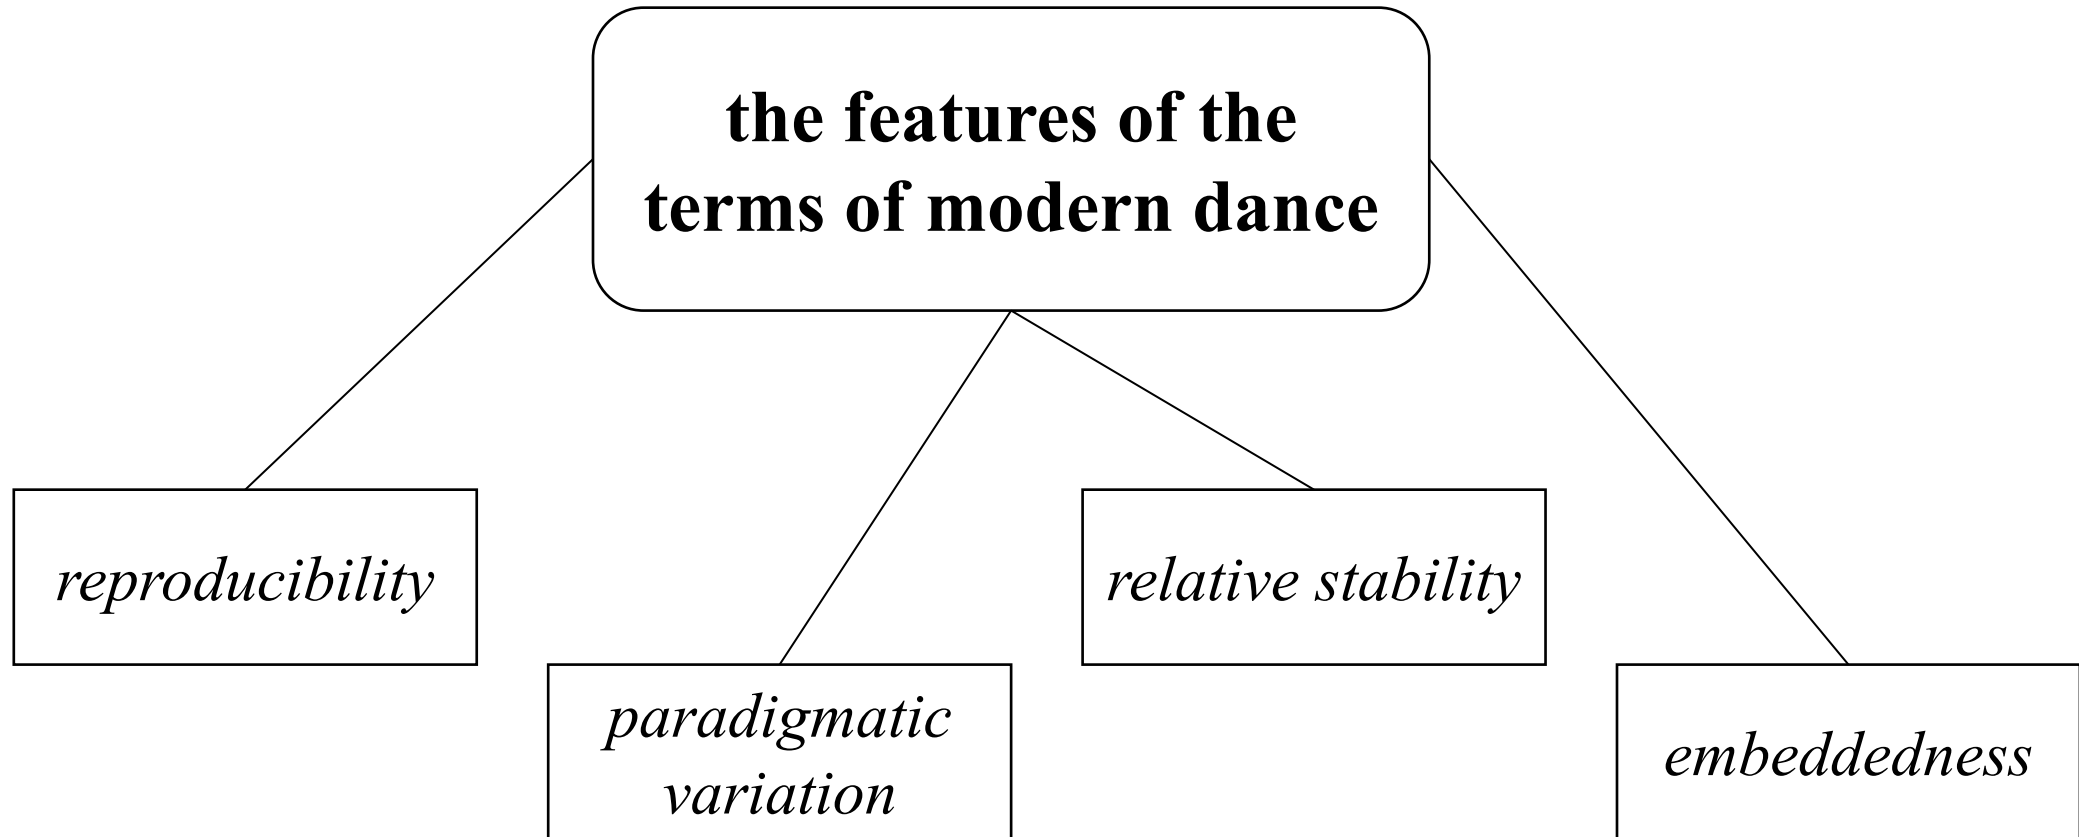 the features of the
terms of modern dance
reproducibility
paradigmatic
variation
relative stability
embeddedness